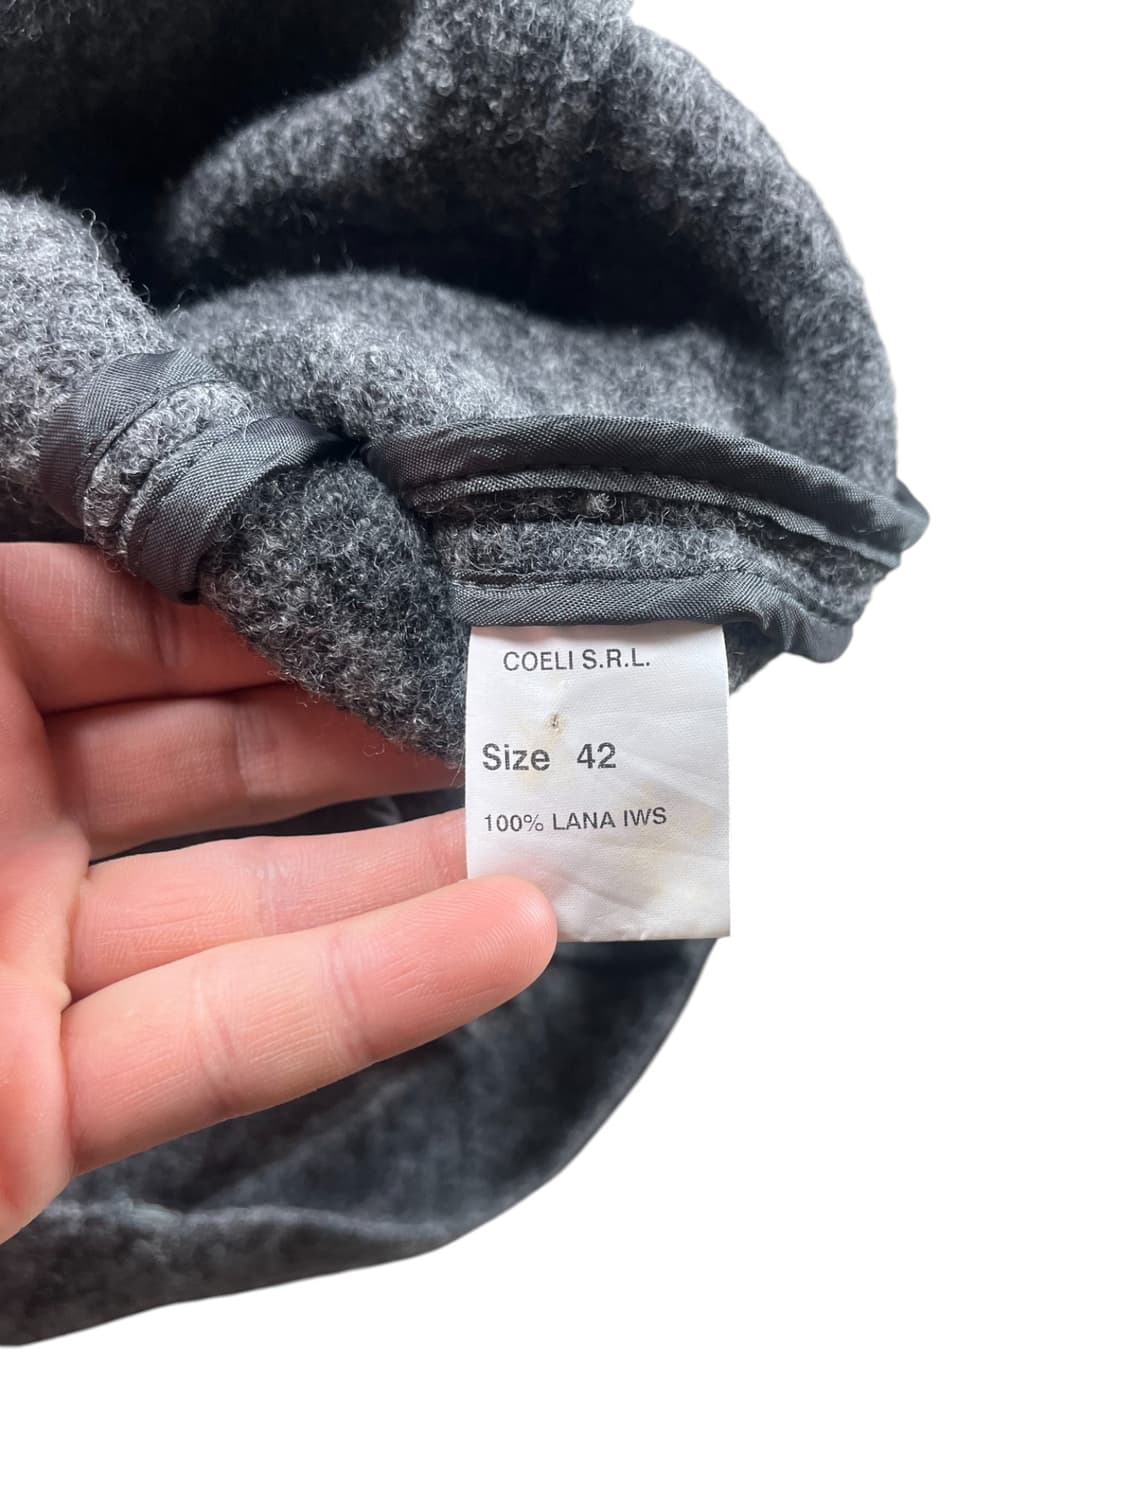 COELI S.R.L.
Size 42
100% LANA IWS